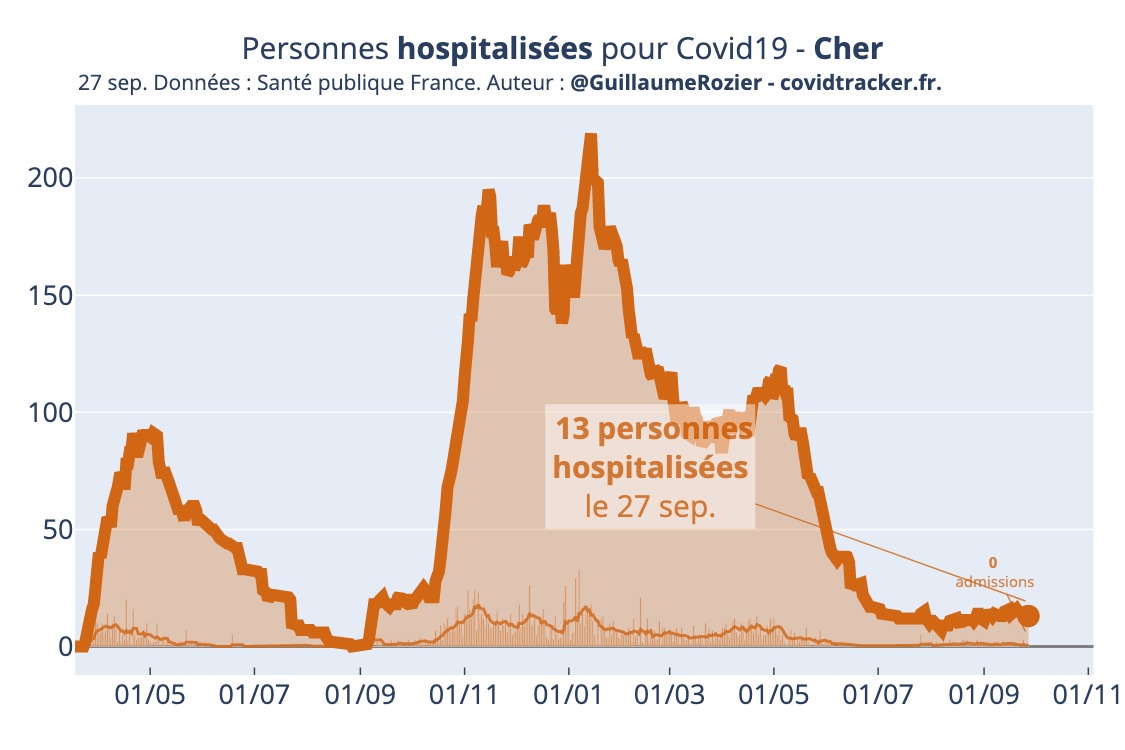 Personnes hospitalisées pour Covid19 - Cher
27 sep. Données : Santé publique France. Auteur : @GuillaumeRozier - covidtracker.fr.
200
150
100
50
0
13 personnes
hospitalisées
le 27 sep.
0
admissions
01/05 01/07 01/09 01/11 01/01 01/03 01/05 01/07 01/09 01/11